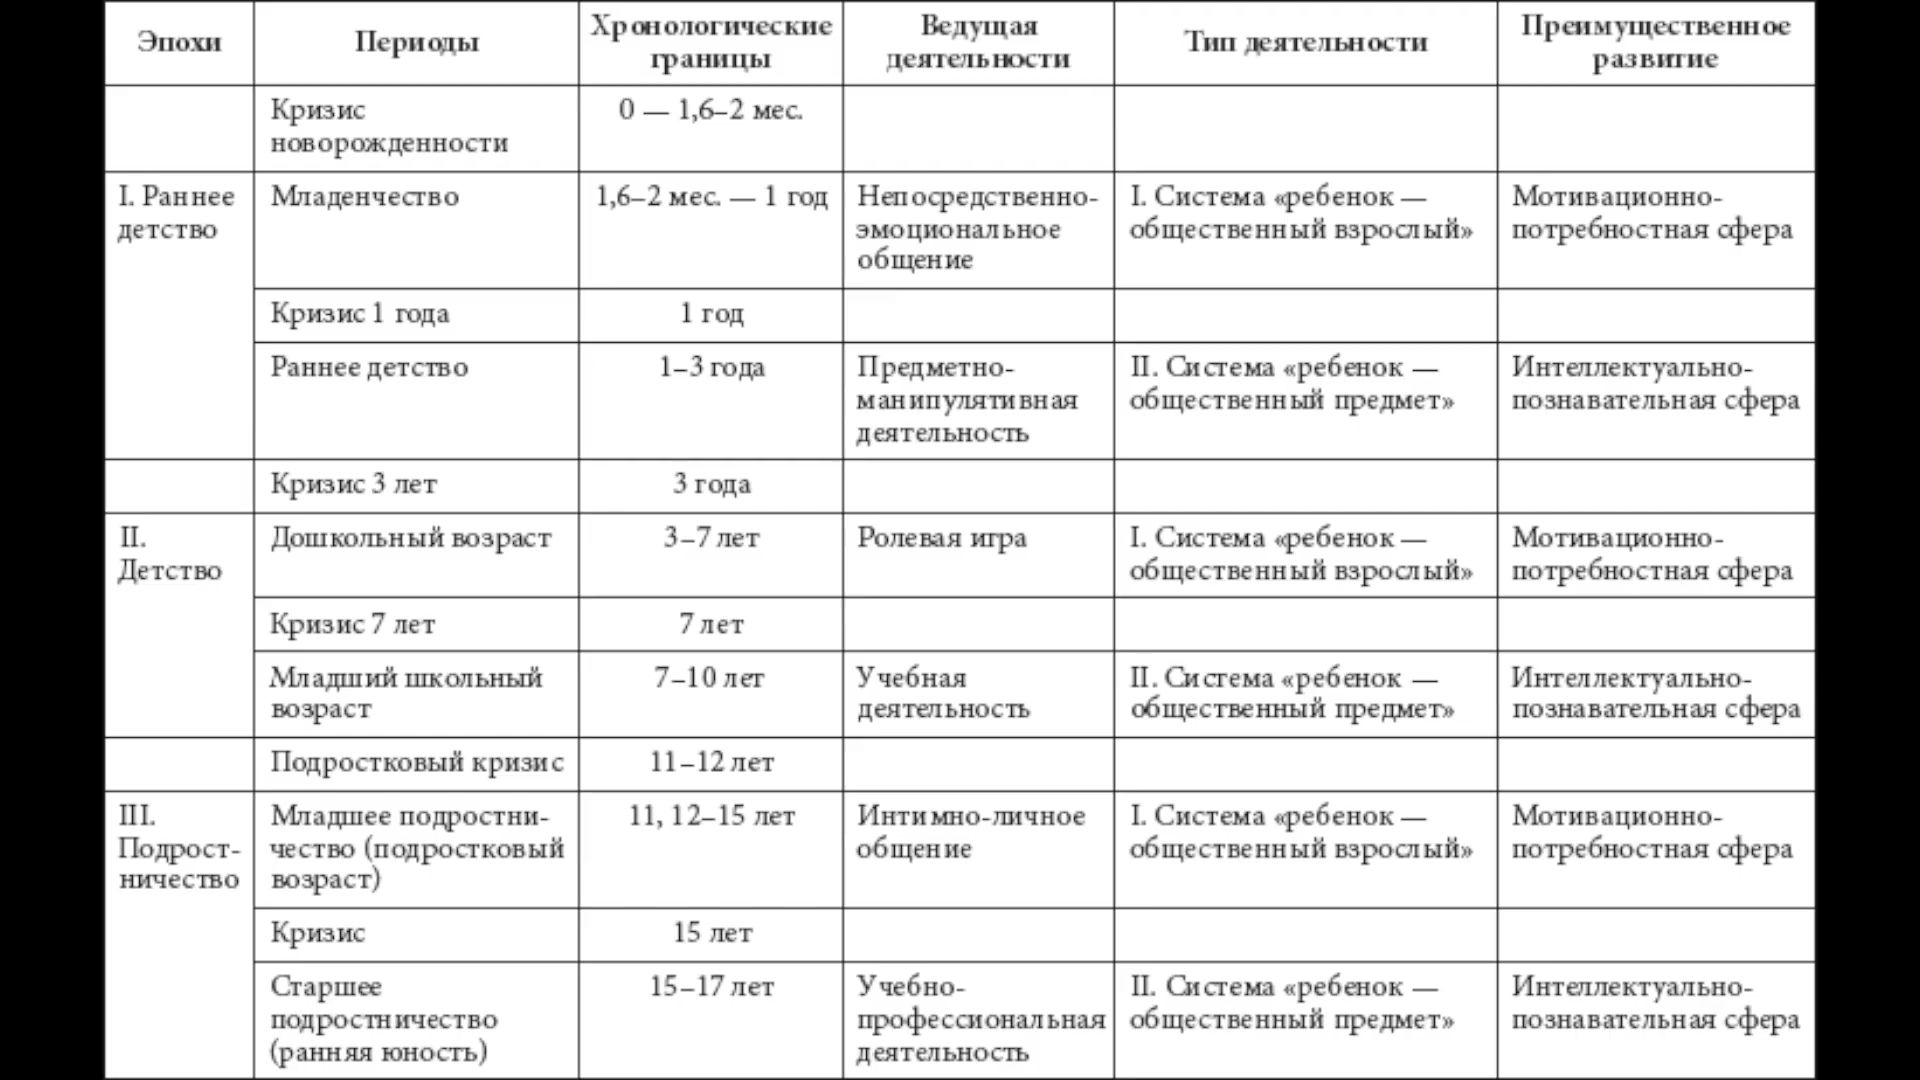 Эпохи
Периоды
Хронологические
границы
Ведущая
деятельности
Тип деятельности
Преимущественное
развитие
Кризис
новорожденности
0 — 1,6–2 мес.
I. Раннее
детство
Младенчество
1,6–2 мес. — 1 год
Непосредственно-
эмоциональное
общение
I. Система «ребенок —
общественный взрослый»
Мотивационно-
потребностная сфера
Кризис 1 года
1 год
Раннее детство
1–3 года
Предметно-
манипулятивная
деятельность
II. Система «ребенок —
общественный предмет»
Интеллектуально-
познавательная сфера
Кризис 3 лет
3 года
II.
Детство
Дошкольный возраст
3–7 лет
Ролевая игра
I. Система «ребенок —
общественный взрослый»
Мотивационно-
потребностная сфера
Кризис 7 лет
7 лет
Младший школьный
возраст
7–10 лет
Учебная
деятельность
II. Система «ребенок —
общественный предмет»
Интеллектуально-
познавательная сфера
Подростковый кризис
11–12 лет
III.
Подрост-
ничество
Младшее подростни-
чество (подростковый
возраст)
11, 12–15 лет
Интимно-личное
общение
I. Система «ребенок —
общественный взрослый»
Мотивационно-
потребностная сфера
Кризис
15 лет
Старшее
подростничество
(ранняя юность)
15–17 лет
Учебно-
профессиональная
деятельность
II. Система «ребенок —
общественный предмет»
Интеллектуально-
познавательная сфера